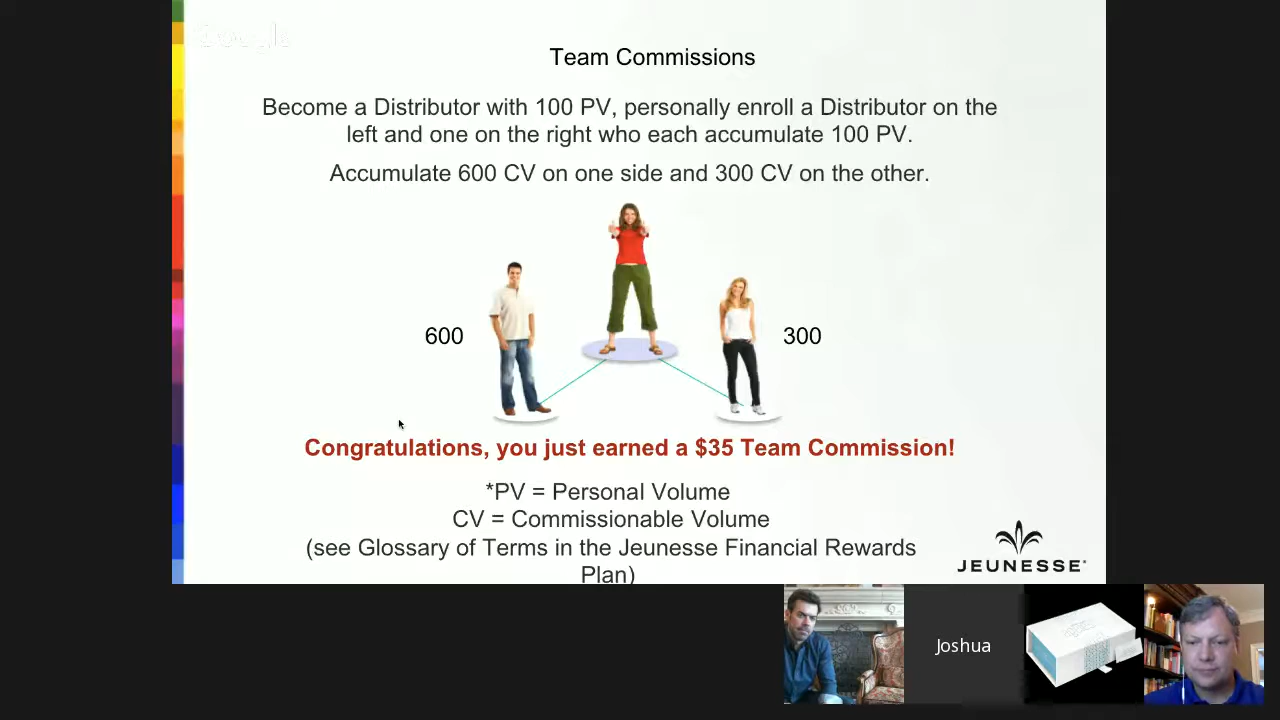 Google
Team Commissions
Become a Distributor with 100 PV, personally enroll a Distributor on the
left and one on the right who each accumulate 100 PV.
Accumulate 600 CV on one side and 300 CV on the other.
600
300
Congratulations, you just earned a $35 Team Commission!
*PV = Personal Volume
CV = Commissionable Volume
(see Glossary of Terms in the Jeunesse Financial Rewards
Plan)
JEUNESSE®
Joshua